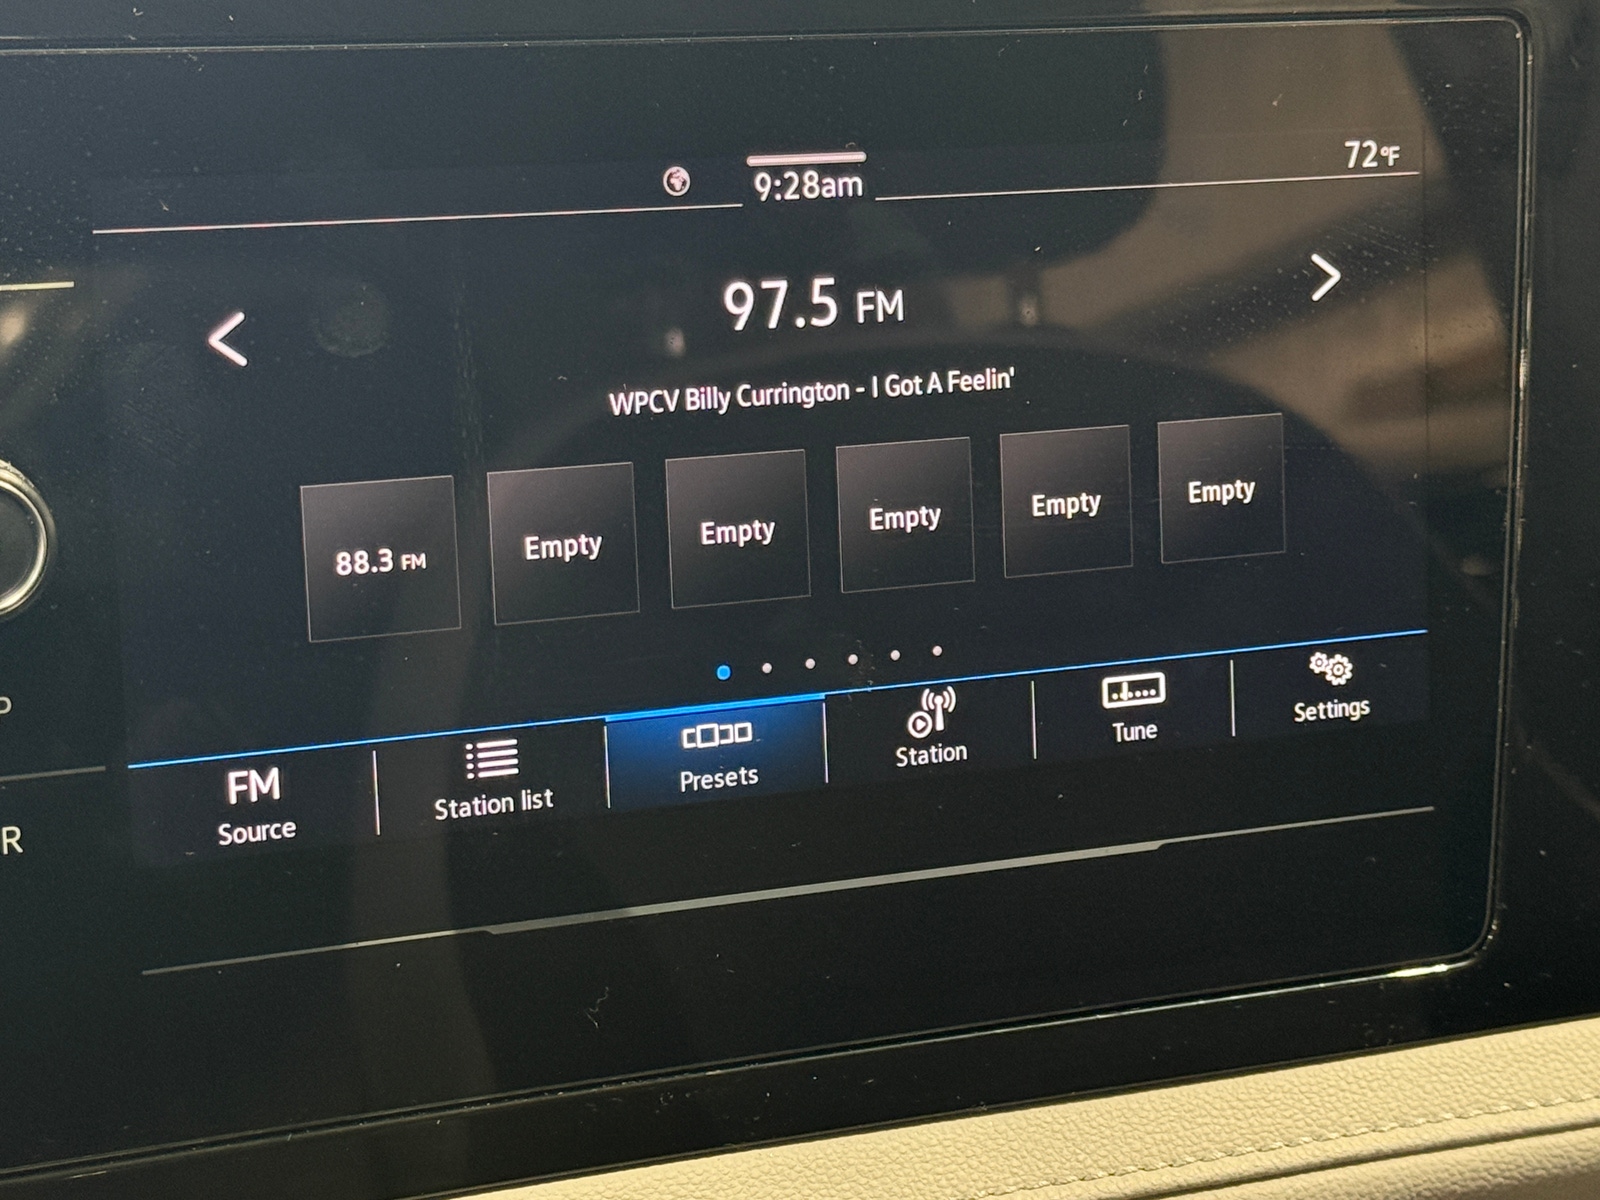 9:28am
72°F
97.5 FM
WPCV Billy Currington - I Got A Feelin'
88.3 FM
Empty
Empty
Empty
Empty
Empty
FM
Source
Station list
Presets
Station
Tune
Settings
R